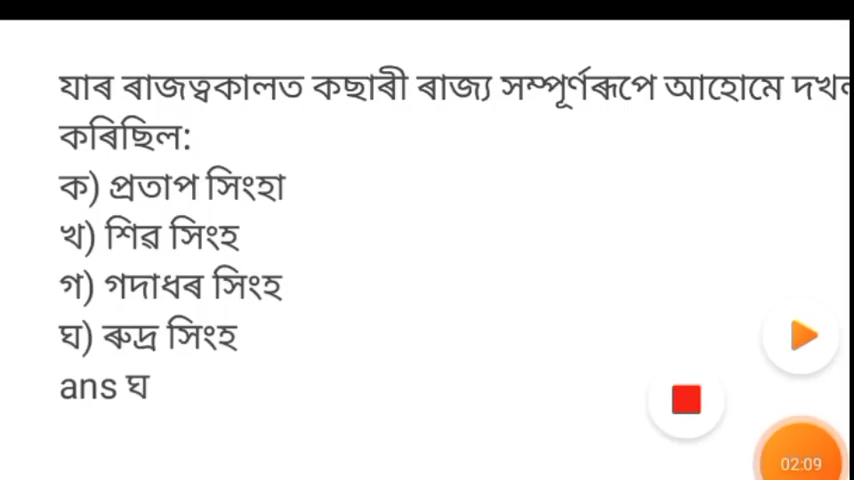 যাৰ ৰাজত্বকালত কছাৰী ৰাজ্য সম্পূৰ্ণৰূপে আহোমে দখল
কৰিছিল:
ক) প্ৰতাপ সিংহা
খ) শিৱ সিংহ
গ) গদাধৰ সিংহ
ঘ) ৰুদ্ৰ সিংহ
ans ঘ
02:09